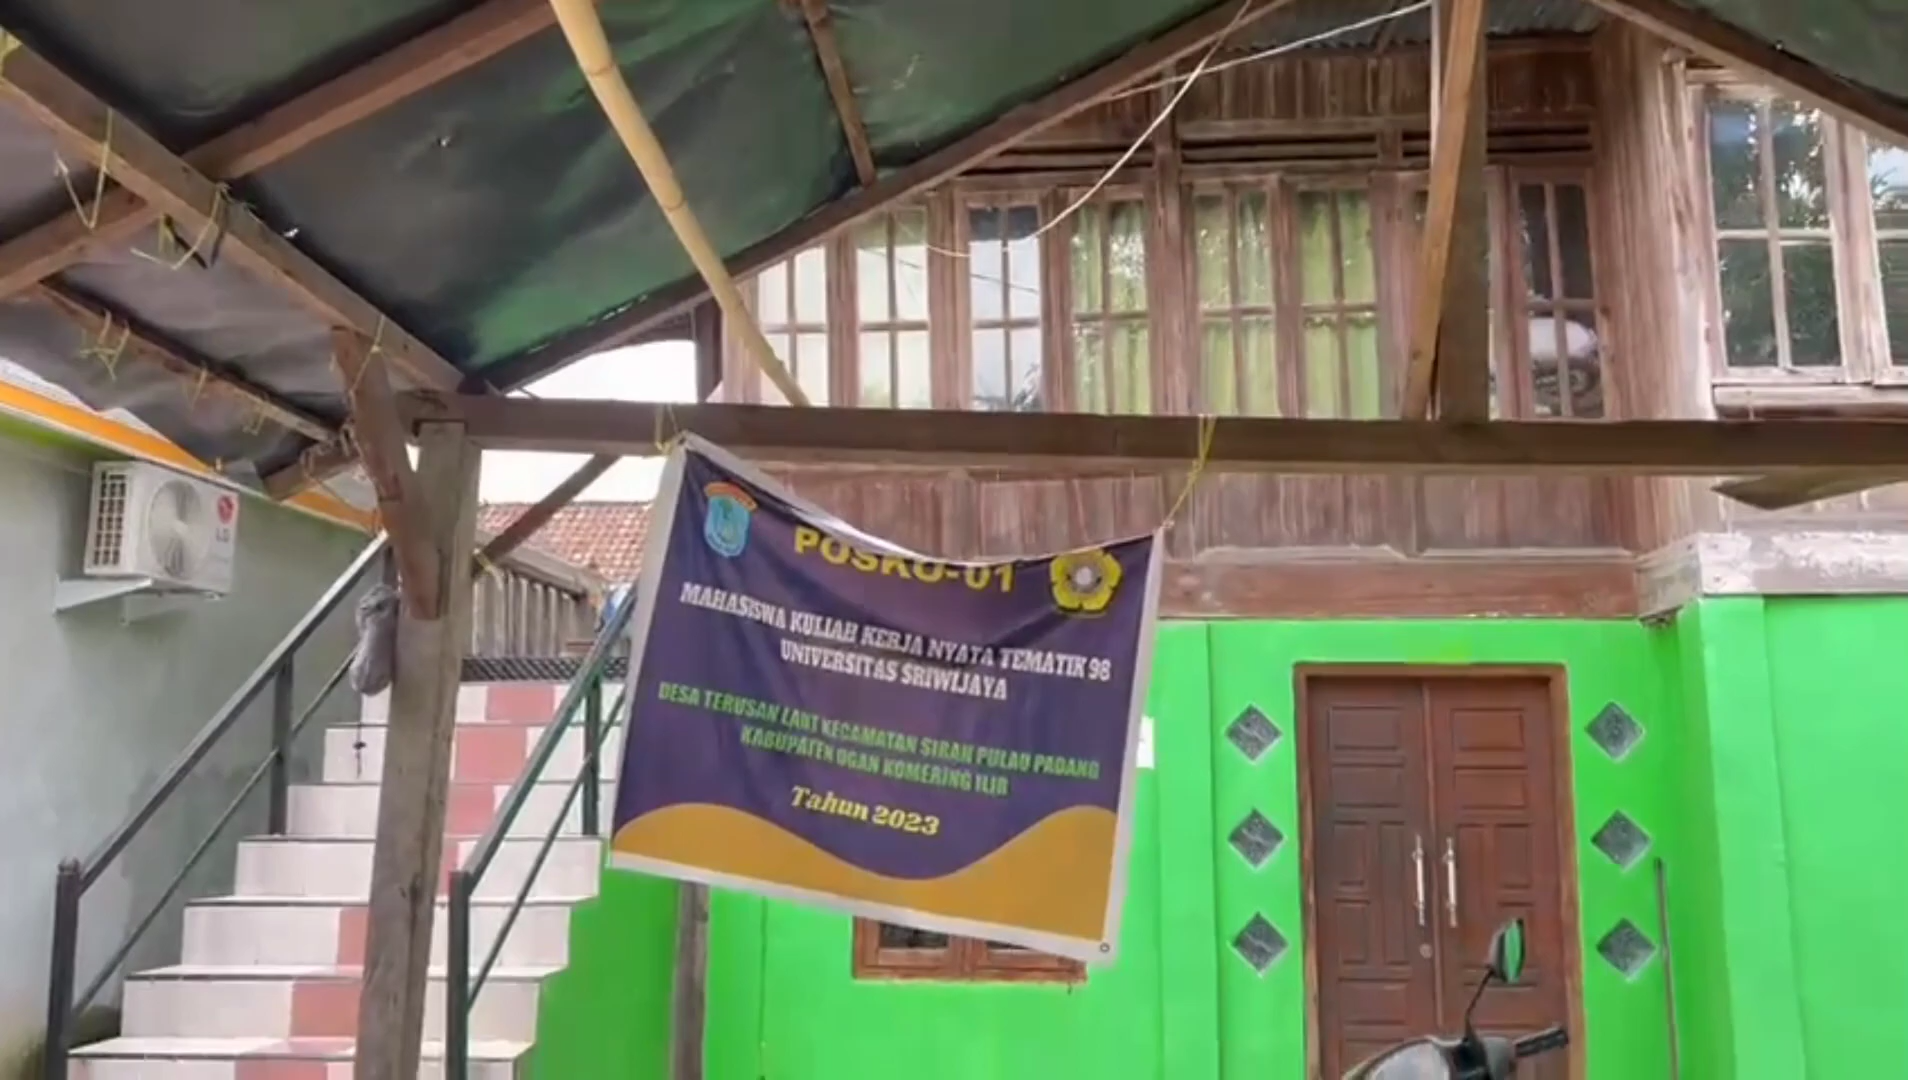 POSKO-01
MAHASISWA KULIAH KERJA NYATA TEMATIK 98
UNIVERSITAS SRIWIJAYA
DESA TERUSAN LAUT KECAMATAN SIRAH PULAU PADANG
KABUPATEN OGAN KOMERING ILIR
Tahun 2023
LG